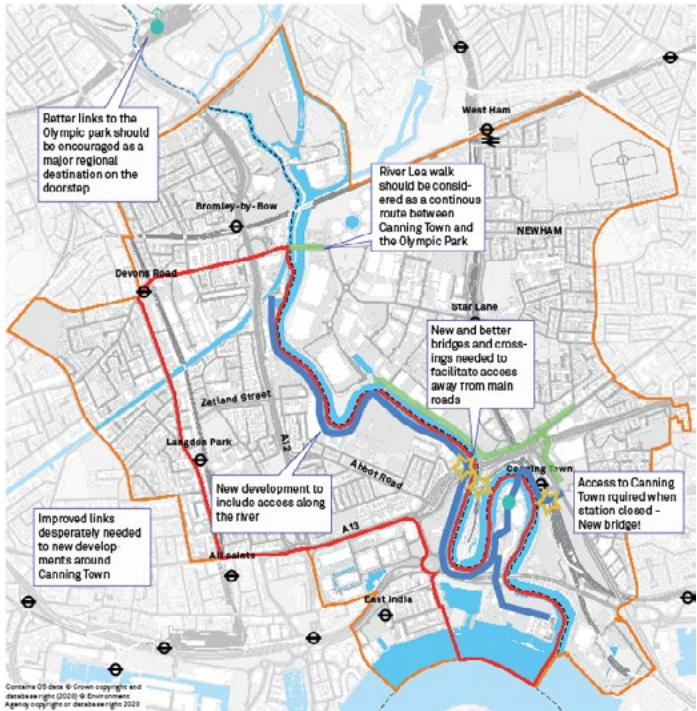 Better links to the
Olympic park should
be encouraged as a
major regional
destination on the
doorstep
West Ham
River Lea walk
should be consid-
ered as a continous
route between
Canning Town and
the Olympic Park
Bromley-by-Bow
NEWHAM
Devons Road
Star Lane
New and better
bridges and cross-
ings needed to
facilitate access
away from main
roads
Zetland Street
A12
Langdon Park
Abbot Road
Canning Town
New development to
include access along
the river
Access to Canning
Town rquired when
station closed -
New bridge!
Improved links
desperately needed
to new develop-
ments around
Canning Town
A13
All saints
East India
Contains OS data © Crown copyright and
database right (2020) © Environment
Agency copyright or database right 2020